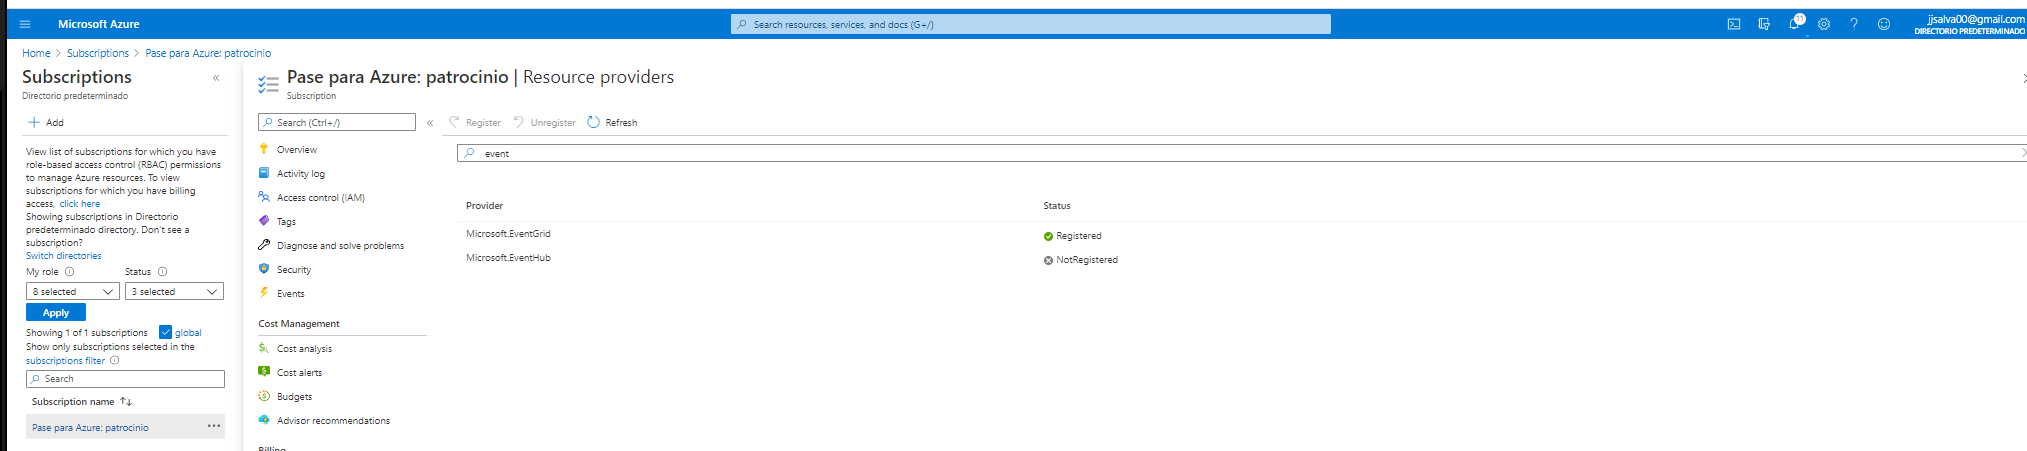 Microsoft Azure
Search resources, services, and docs (G+/)
11
jjsalva00@gmail.com
DIRECTORIO PREDETERMINADO
Home > Subscriptions > Pase para Azure: patrocinio
Subscriptions «
Directorio predeterminado
+ Add
View list of subscriptions for which you have
role-based access control (RBAC) permissions
to manage Azure resources. To view
subscriptions for which you have billing
access, click here
Showing subscriptions in Directorio
predeterminado directory. Don't see a
subscription?
Switch directories
My role Status
8 selected 3 selected
Apply
Showing 1 of 1 subscriptions global
Show only subscriptions selected in the
subscriptions filter
Search
Subscription name ↑↓
Pase para Azure: patrocinio ...
Pase para Azure: patrocinio | Resource providers
Subscription
Search (Ctrl+/) «
Overview
Activity log
Access control (IAM)
Tags
Diagnose and solve problems
Security
Events
Cost Management
Cost analysis
Cost alerts
Budgets
Advisor recommendations
Billing
Register Unregister Refresh
event
Provider Status
Microsoft.EventGrid Registered
Microsoft.EventHub NotRegistered